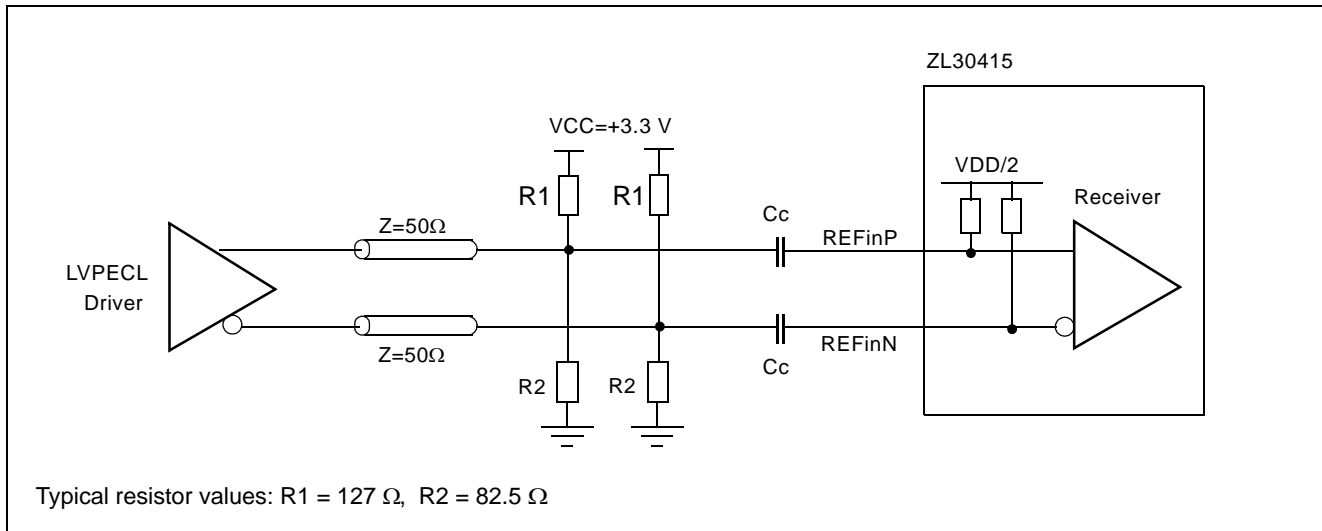 ZL30415
VCC=+3.3 V
VDD/2
R1
R1
Receiver
Cc
Z=50Ω
REFinP
LVPECL
Driver
Z=50Ω
REFinN
Cc
R2
R2
Typical resistor values: R1 = 127 Ω, R2 = 82.5 Ω